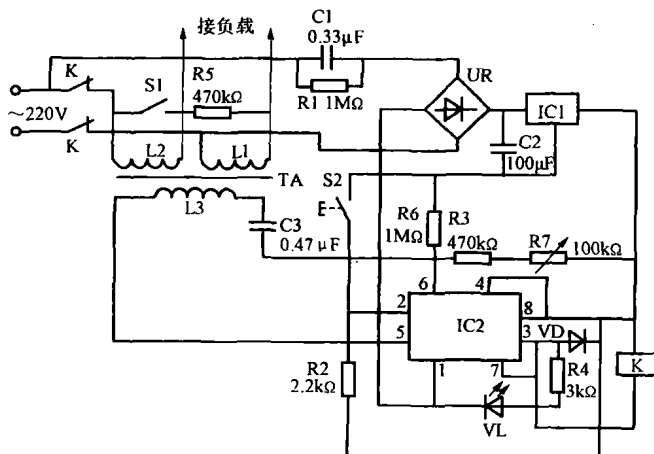 接负载
C1
0.33μF
R1 1MΩ
UR
K
S1
R5
470kΩ
IC1
~220V
K
L2
L1
TA
C2
100μF
S2
L3
C3
0.47μF
R6
1MΩ
R3
470kΩ
R7
100kΩ
6
4
2
8
5
IC2
3
VD
1
7
R2
2.2kΩ
R4
3kΩ
K
VL